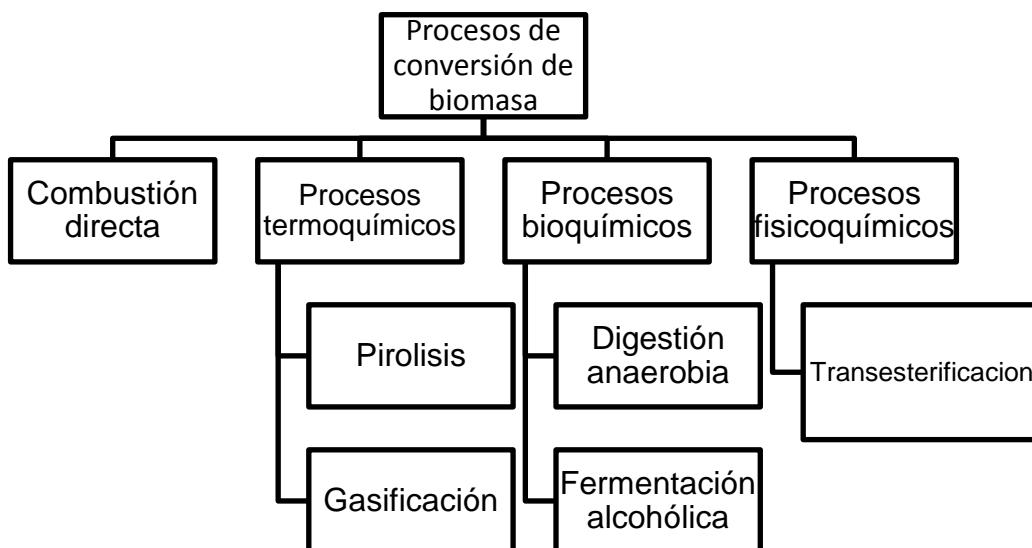 Procesos de
conversión de
biomasa
Combustión
directa
Procesos
termoquímicos
Procesos
bioquímicos
Procesos
fisicoquímicos
Pirolisis
Digestión
anaerobia
Transesterificacion
Gasificación
Fermentación
alcohólica